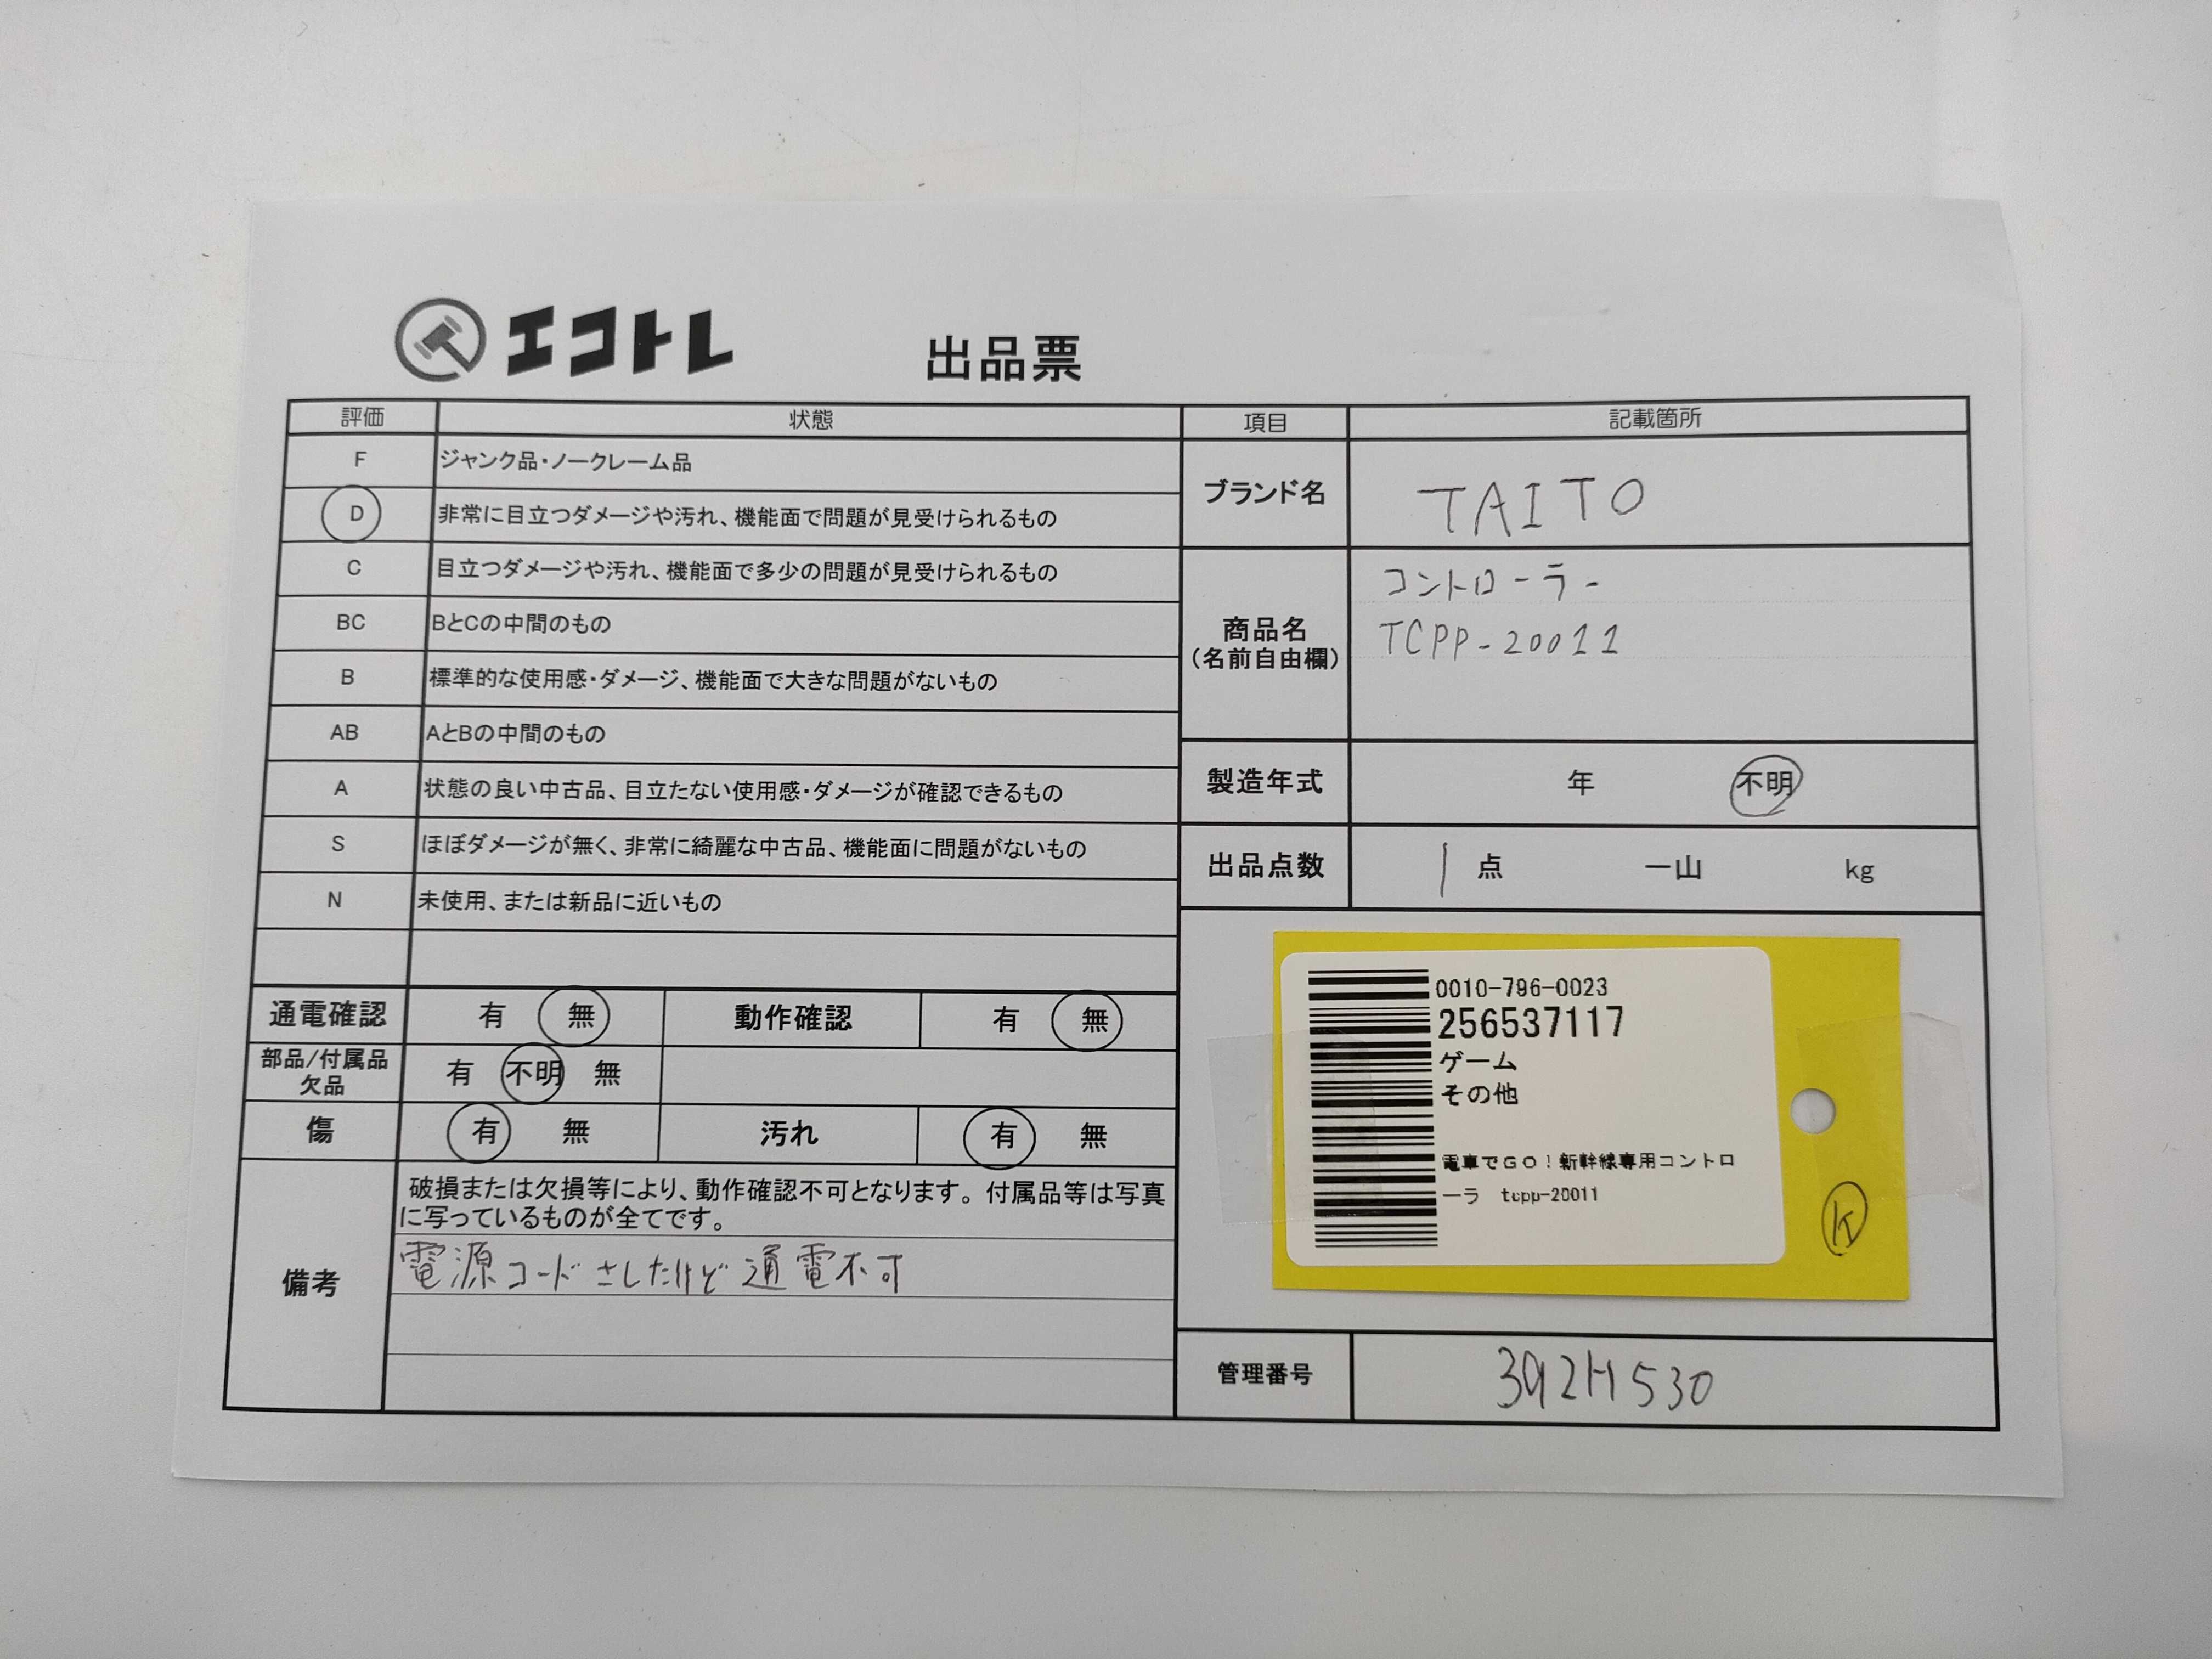 エコトレ
出品票
評価 状態
F ジャンク品・ノークレーム品
D 非常に目立つダメージや汚れ、機能面で問題が見受けられるもの
C 目立つダメージや汚れ、機能面で多少の問題が見受けられるもの
BC BとCの中間のもの
B 標準的な使用感・ダメージ、機能面で大きな問題がないもの
AB AとBの中間のもの
A 状態の良い中古品、目立たない使用感・ダメージが確認できるもの
S ほぼダメージが無く、非常に綺麗な中古品、機能面に問題がないもの
N 未使用、または新品に近いもの
通電確認 有 無 動作確認 有 無
部品/付属品
欠品 有 不明 無
傷 有 無 汚れ 有 無
備考
破損または欠損等により、動作確認不可となります。付属品等は写真
に写っているものが全てです。
電源コードさしたけど通電不可
項目 記載箇所
ブランド名 TAITO
商品名
(名前自由欄)
コントローラー
TCPP-20011
製造年式 年 不明
出品点数 1点 一山 kg
0010-796-0023
256537117
ゲーム
その他
電車でGO!新幹線専用コントロ
ーラ tcpp-20011
管理番号 392H530